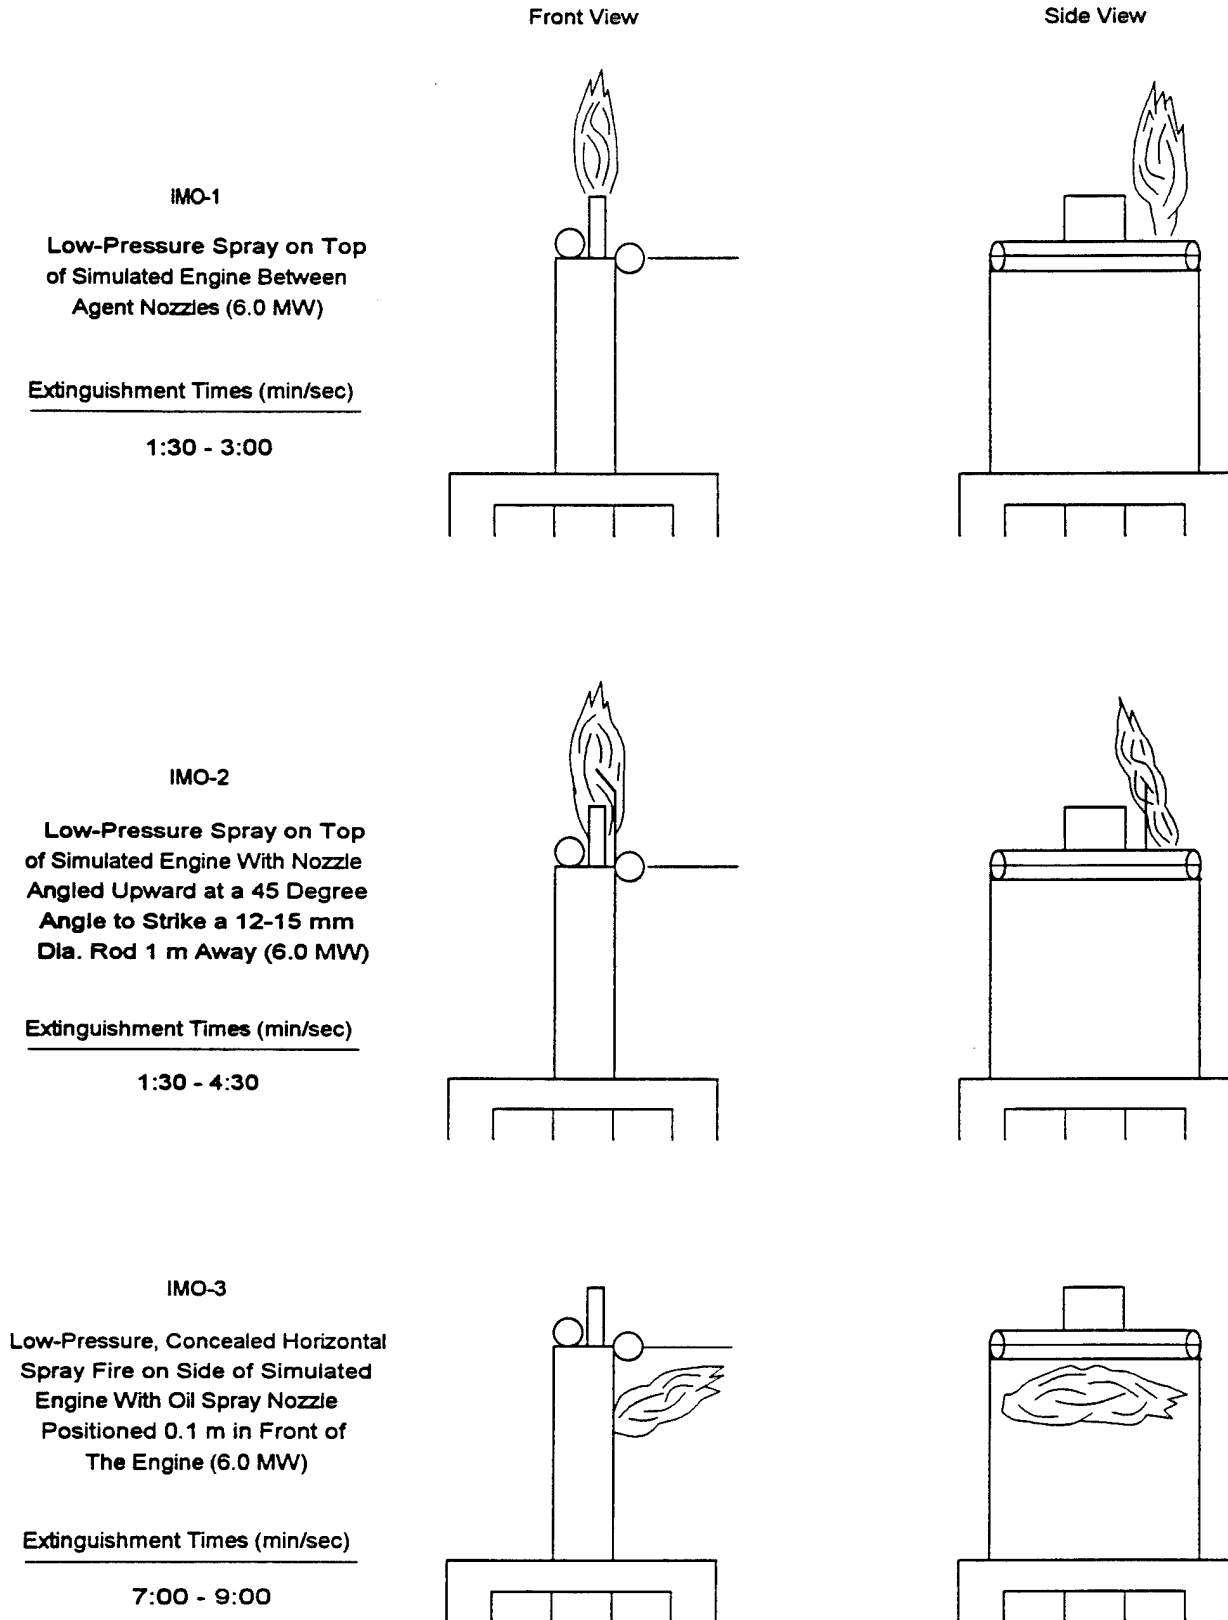 Front View
Side View
IMO-1
Low-Pressure Spray on Top
of Simulated Engine Between
Agent Nozzles (6.0 MW)
Extinguishment Times (min/sec)
1:30 - 3:00
IMO-2
Low-Pressure Spray on Top
of Simulated Engine With Nozzle
Angled Upward at a 45 Degree
Angle to Strike a 12-15 mm
Dia. Rod 1 m Away (6.0 MW)
Extinguishment Times (min/sec)
1:30 - 4:30
IMO-3
Low-Pressure, Concealed Horizontal
Spray Fire on Side of Simulated
Engine With Oil Spray Nozzle
Positioned 0.1 m in Front of
The Engine (6.0 MW)
Extinguishment Times (min/sec)
7:00 - 9:00